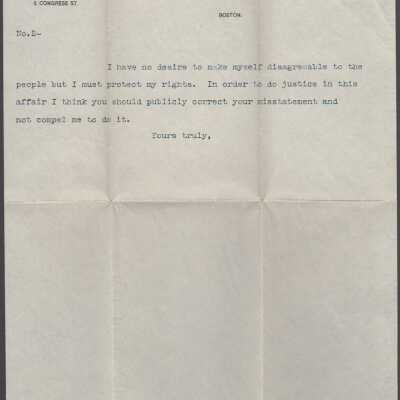 5 CONGRESS ST.
BOSTON.
No.2-
I have no desire to make myself disagreeable to the
people but I must protect my rights. In order to do justice in this
affair I think you should publicly correct your misstatement and
not compel me to do it.
Yours truly,